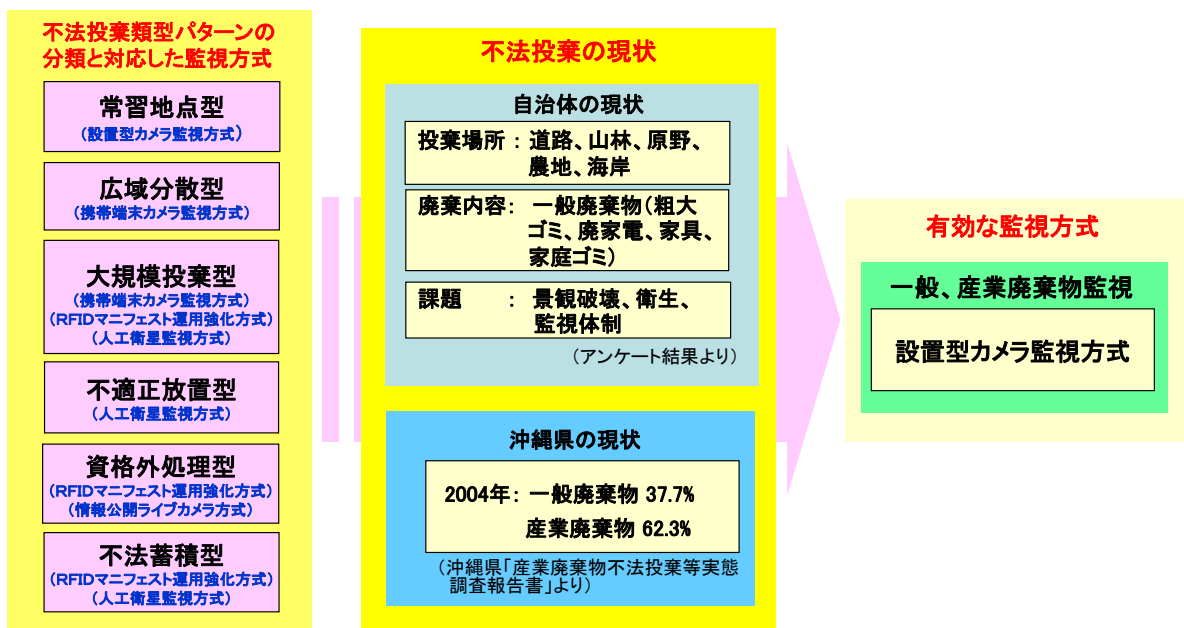 不法投棄類型パターンの
分類と対応した監視方式
常習地点型
（設置型カメラ監視方式）
広域分散型
（携帯端末カメラ監視方式）
大規模投棄型
（携帯端末カメラ監視方式）
（RFIDマニフェスト運用強化方式）
（人工衛星監視方式）
不適正放置型
（人工衛星監視方式）
資格外処理型
（RFIDマニフェスト運用強化方式）
（情報公開ライブカメラ方式）
不法蓄積型
（RFIDマニフェスト運用強化方式）
（人工衛星監視方式）
不法投棄の現状
自治体の現状
投棄場所 ： 道路、山林、原野、
農地、海岸
廃棄内容： 一般廃棄物（粗大
ゴミ、廃家電、家具、
家庭ゴミ）
課題 ： 景観破壊、衛生、
監視体制
（アンケート結果より）
沖縄県の現状
2004年： 一般廃棄物 37.7%
産業廃棄物 62.3%
（沖縄県「産業廃棄物不法投棄等実態
調査報告書」より）
有効な監視方式
一般、産業廃棄物監視
設置型カメラ監視方式